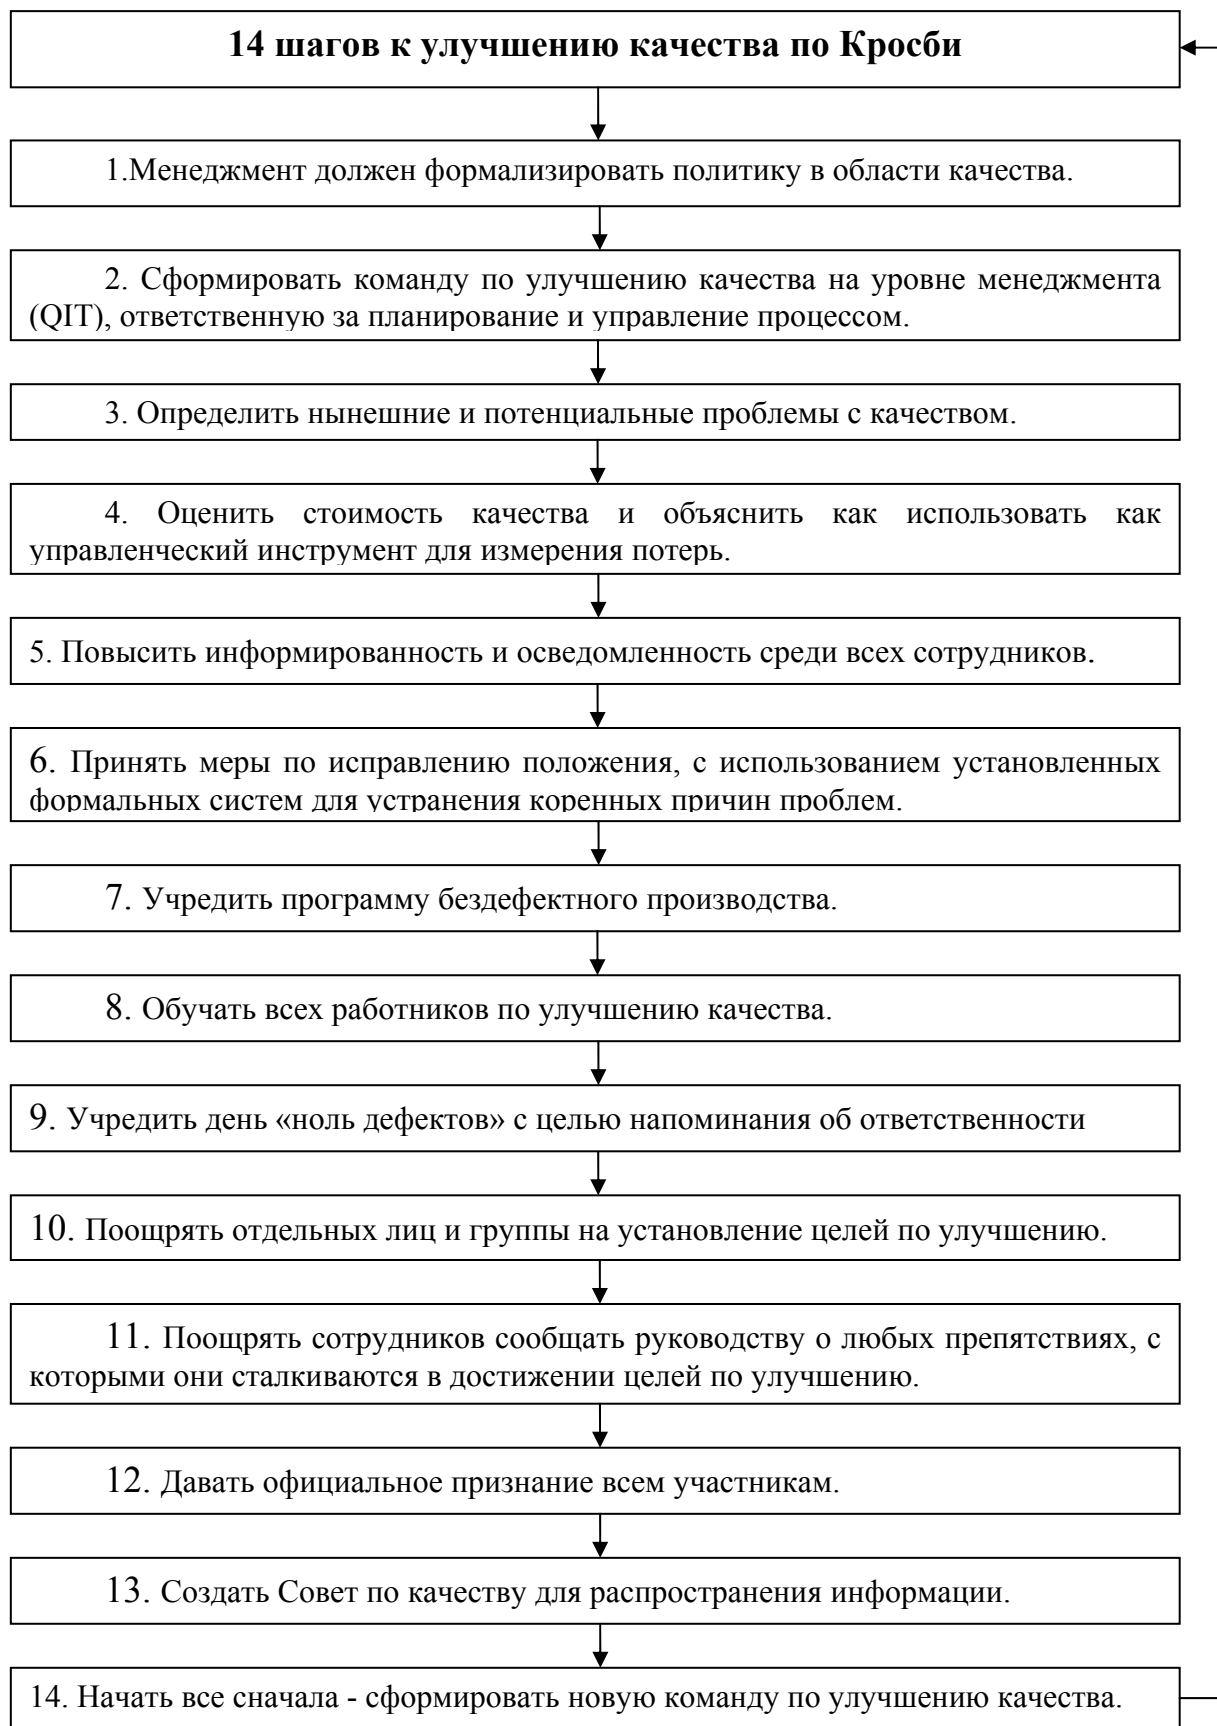 14 шагов к улучшению качества по Кросби
1.Менеджмент должен формализировать политику в области качества.
2. Сформировать команду по улучшению качества на уровне менеджмента
(QIT), ответственную за планирование и управление процессом.
3. Определить нынешние и потенциальные проблемы с качеством.
4. Оценить стоимость качества и объяснить как использовать как
управленческий инструмент для измерения потерь.
5. Повысить информированность и осведомленность среди всех сотрудников.
6. Принять меры по исправлению положения, с использованием установленных
формальных систем для устранения коренных причин проблем.
7. Учредить программу бездефектного производства.
8. Обучать всех работников по улучшению качества.
9. Учредить день «ноль дефектов» с целью напоминания об ответственности
10. Поощрять отдельных лиц и группы на установление целей по улучшению.
11. Поощрять сотрудников сообщать руководству о любых препятствиях, с
которыми они сталкиваются в достижении целей по улучшению.
12. Давать официальное признание всем участникам.
13. Создать Совет по качеству для распространения информации.
14. Начать все сначала - сформировать новую команду по улучшению качества.